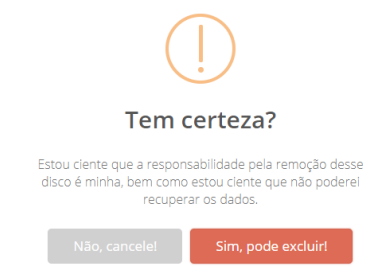 Tem certeza?
Estou ciente que a responsabilidade pela remoção desse
disco é minha, bem como estou ciente que não poderei
recuperar os dados.
Não, cancele!
Sim, pode excluir!